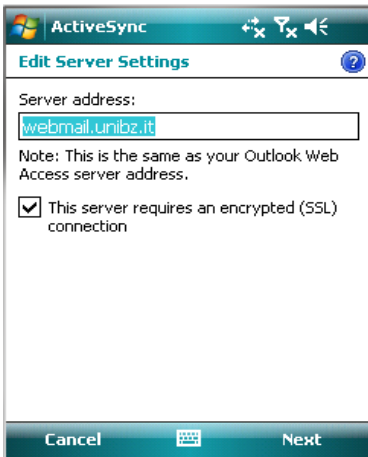 ActiveSync
Edit Server Settings
?
Server address:
webmail.unibz.it
Note: This is the same as your Outlook Web
Access server address.
This server requires an encrypted (SSL)
connection
Cancel
Next